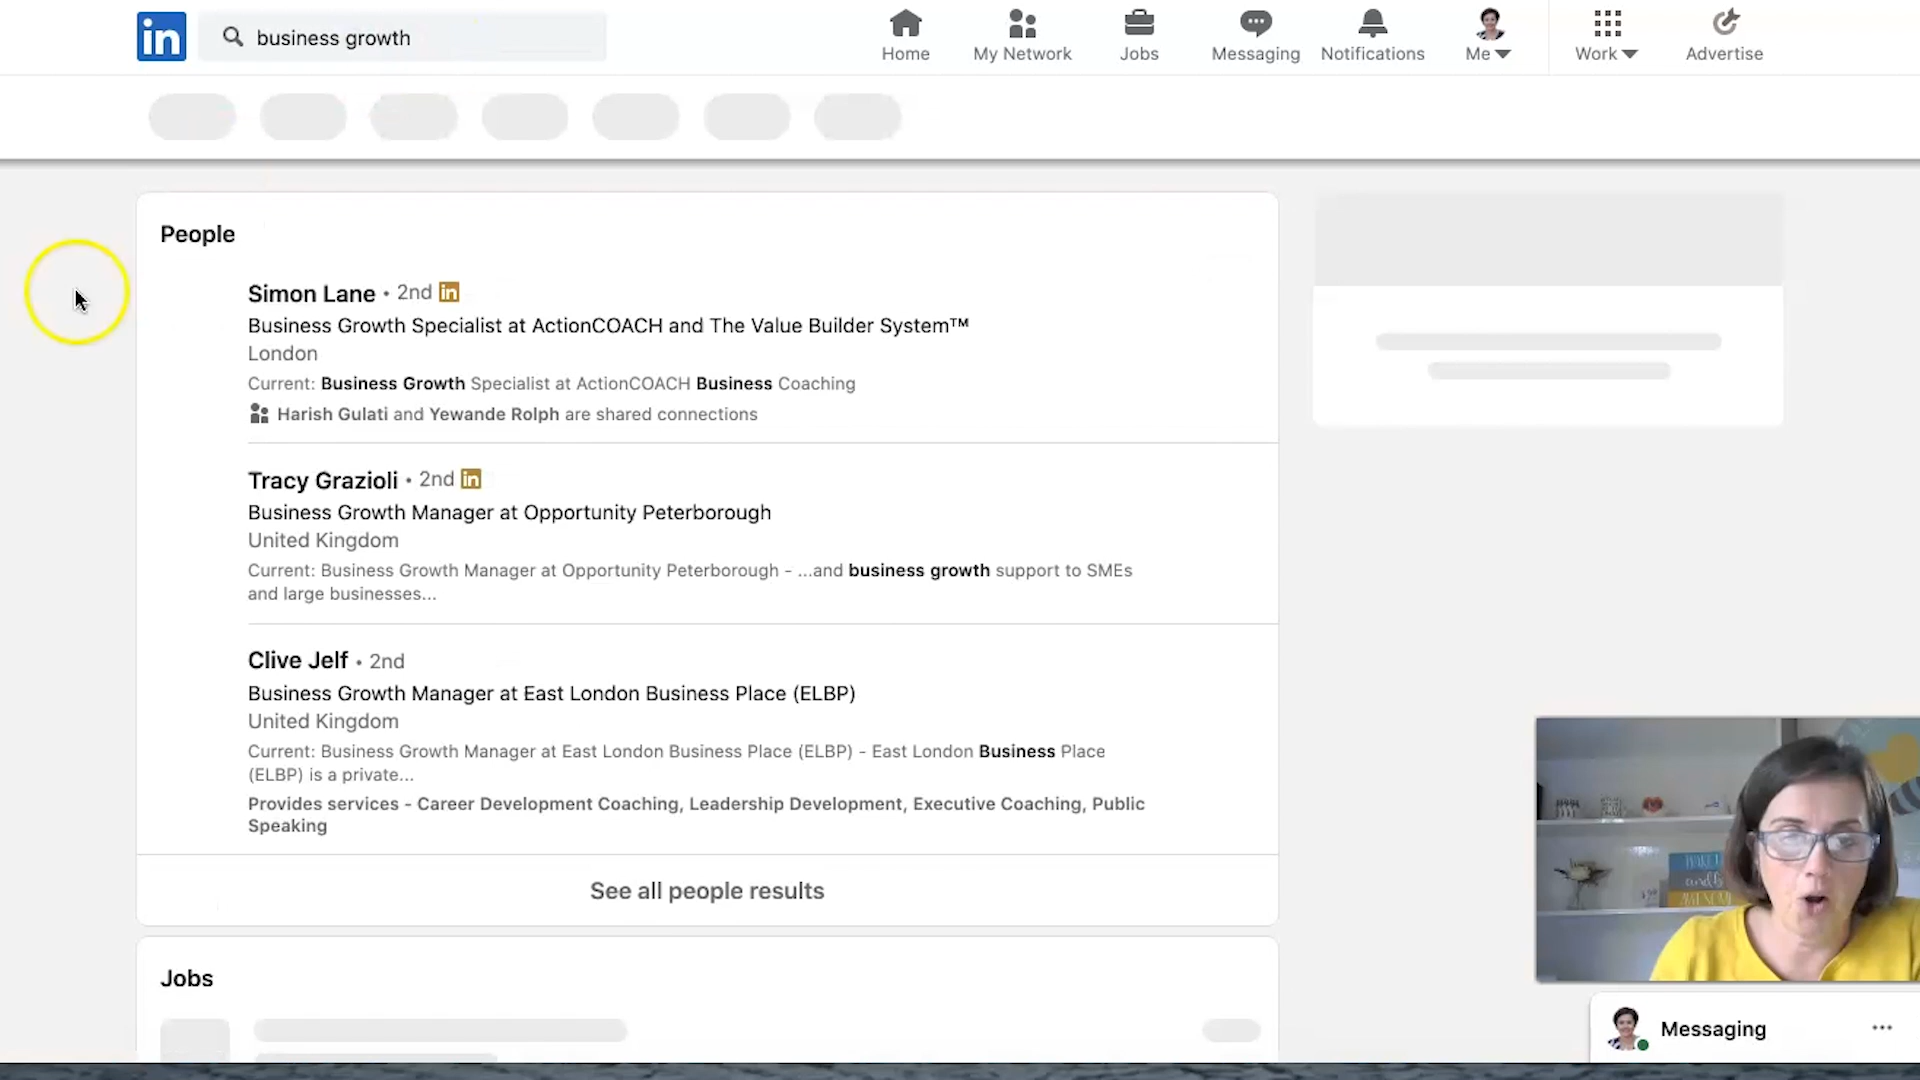 in
business growth
Home
My Network
Jobs
Messaging
Notifications
Me
Work
Advertise
People
Simon Lane • 2nd in
Business Growth Specialist at ActionCOACH and The Value Builder System™
London
Current: Business Growth Specialist at ActionCOACH Business Coaching
Harish Gulati and Yewande Rolph are shared connections
Tracy Grazioli • 2nd in
Business Growth Manager at Opportunity Peterborough
United Kingdom
Current: Business Growth Manager at Opportunity Peterborough - ...and business growth support to SMEs
and large businesses...
Clive Jelf • 2nd
Business Growth Manager at East London Business Place (ELBP)
United Kingdom
Current: Business Growth Manager at East London Business Place (ELBP) - East London Business Place
(ELBP) is a private...
Provides services - Career Development Coaching, Leadership Development, Executive Coaching, Public
Speaking
See all people results
Jobs
Messaging